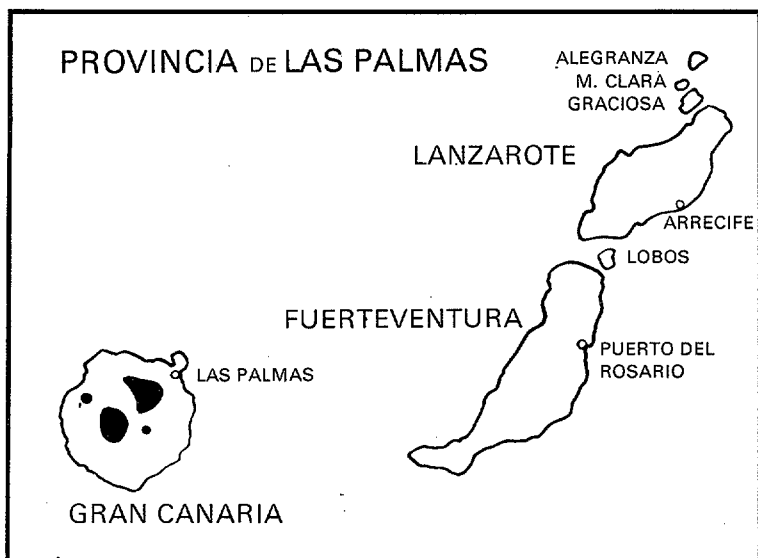 PROVINCIA DE LAS PALMAS
ALEGRANZA
M. CLARA
GRACIOSA
LANZAROTE
ARRECIFE
LOBOS
FUERTEVENTURA
PUERTO DEL
ROSARIO
LAS PALMAS
GRAN CANARIA